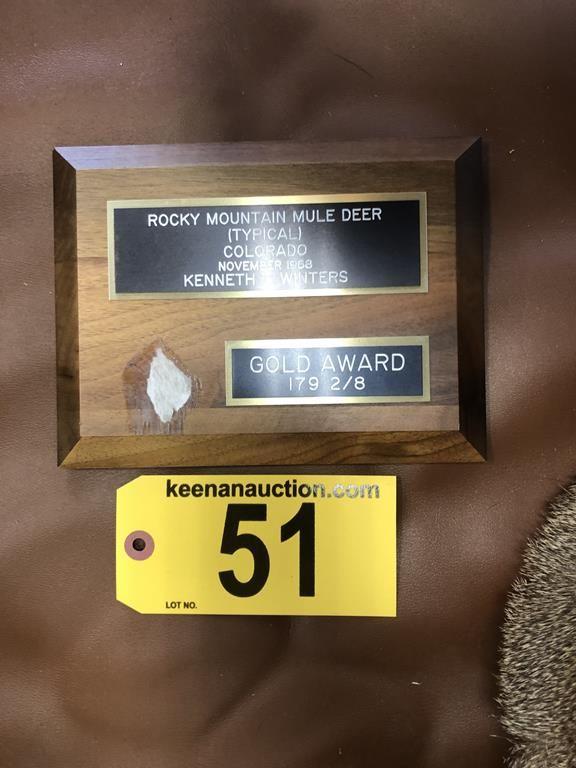 ROCKY MOUNTAIN MULE DEER
(TYPICAL)
COLORADO
NOVEMBER 1968
KENNETH WINTERS
GOLD AWARD
179 2/8
keenanauction.com
51
LOT NO.